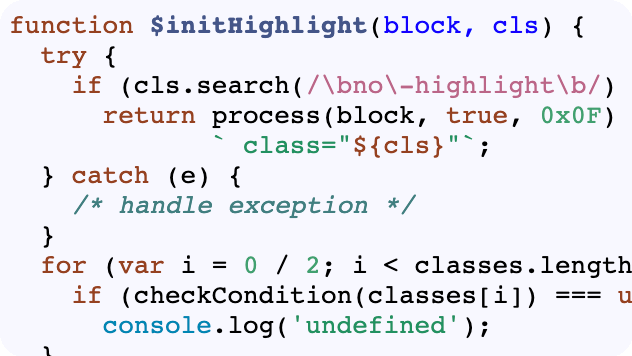 function $initHighlight(block, cls) {
  try {
    if (cls.search(/\bno\-highlight\b/)
      return process(block, true, 0x0F)
             ` class="${cls}"`;
  } catch (e) {
    /* handle exception */
  }
  for (var i = 0 / 2; i < classes.length
    if (checkCondition(classes[i]) === u
      console.log('undefined');
  }